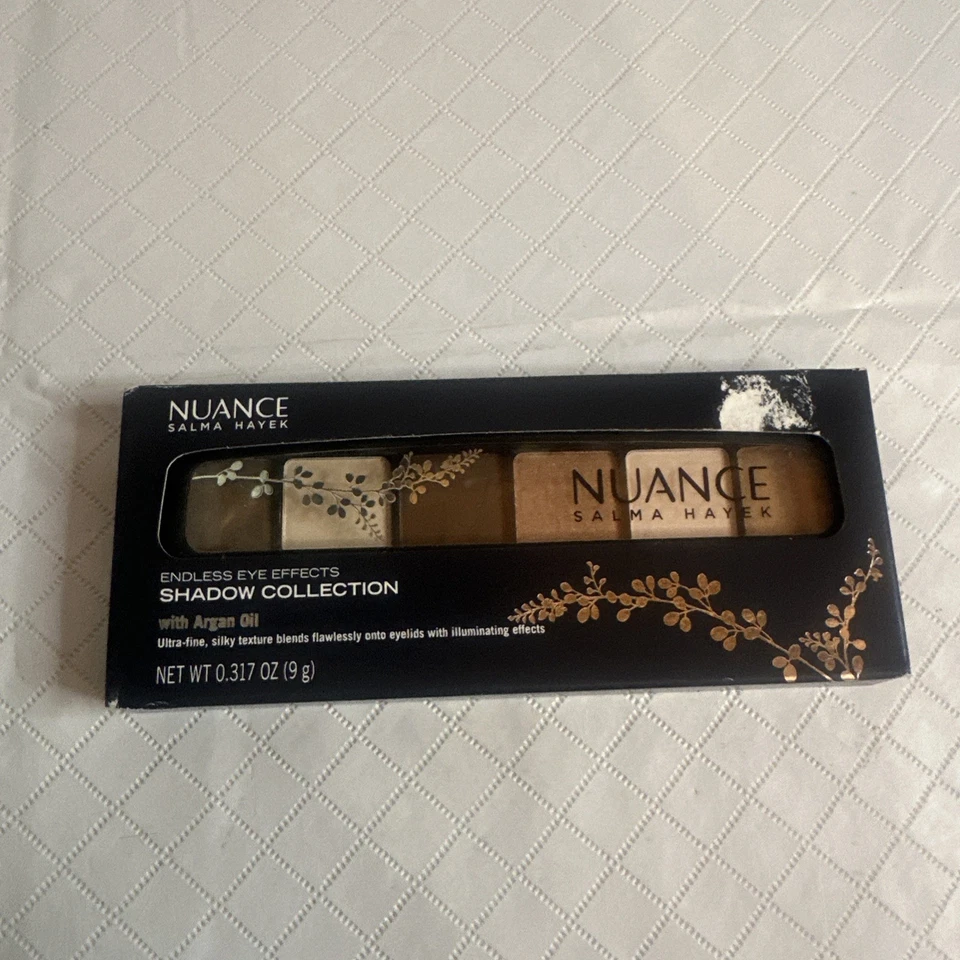 NUANCE
SALMA HAYEK
NUANCE
SALMA HAYEK
ENDLESS EYE EFFECTS
SHADOW COLLECTION
with Argan Oil
Ultra-fine, silky texture blends flawlessly onto eyelids with illuminating effects
NET WT 0.317 OZ (9 g)